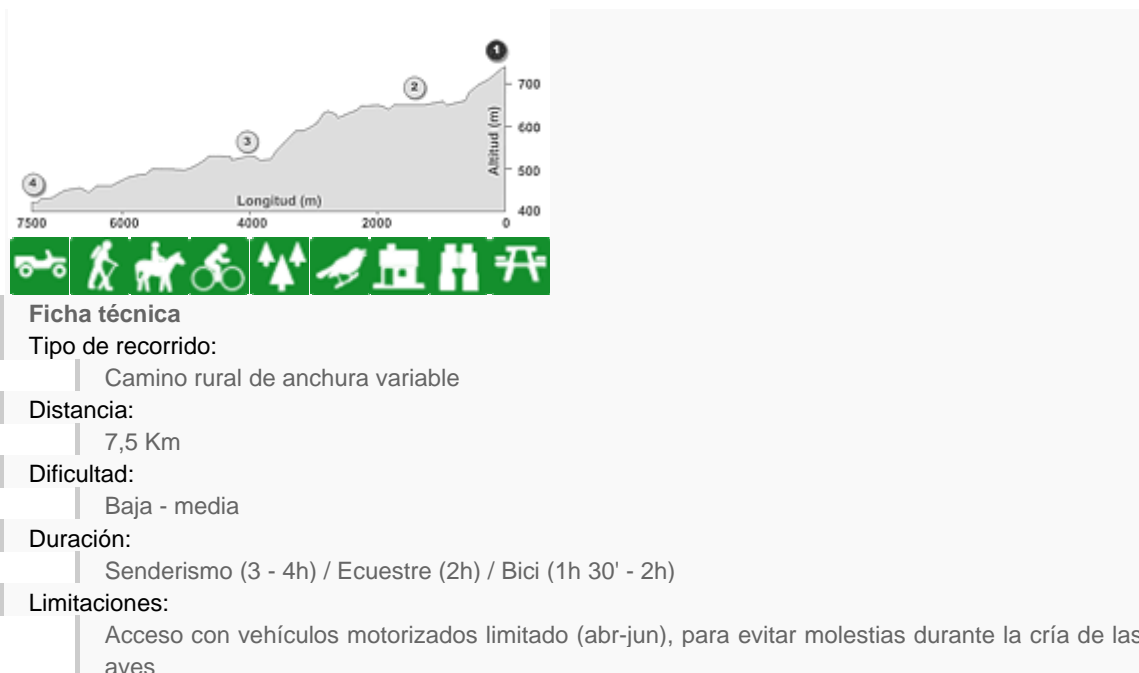 1
2
3
4
700
600
500
400
Altitud (m)
Longitud (m)
7500 6000 4000 2000 0
Ficha técnica
Tipo de recorrido:
Camino rural de anchura variable
Distancia:
7,5 Km
Dificultad:
Baja - media
Duración:
Senderismo (3 - 4h) / Ecuestre (2h) / Bici (1h 30' - 2h)
Limitaciones:
Acceso con vehículos motorizados limitado (abr-jun), para evitar molestias durante la cría de las
aves